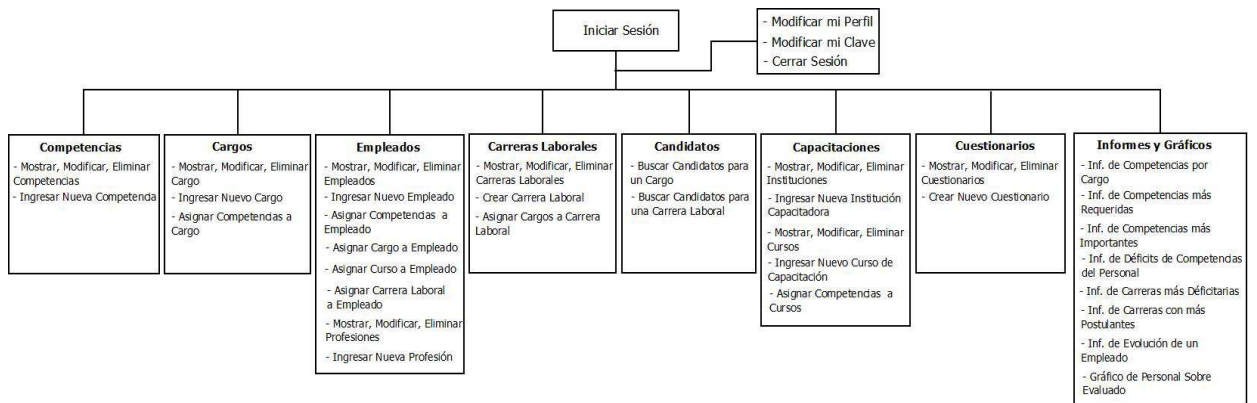 Iniciar Sesión
- Modificar mi Perfil
- Modificar mi Clave
- Cerrar Sesión
Competencias
- Mostrar, Modificar, Eliminar
Competencias
- Ingresar Nueva Competencia
Cargos
- Mostrar, Modificar, Eliminar
Cargo
- Ingresar Nuevo Cargo
- Asignar Competencias a
Cargo
Empleados
- Mostrar, Modificar, Eliminar
Empleados
- Ingresar Nuevo Empleado
- Asignar Competencias a
Empleado
- Asignar Cargo a Empleado
- Asignar Curso a Empleado
- Asignar Carrera Laboral
a Empleado
- Mostrar, Modificar, Eliminar
Profesiones
- Ingresar Nueva Profesión
Carreras Laborales
- Mostrar, Modificar, Eliminar
Carreras Laborales
- Crear Carrera Laboral
- Asignar Cargos a Carrera
Laboral
Candidatos
- Buscar Candidatos para
un Cargo
- Buscar Candidatos para
una Carrera Laboral
Capacitaciones
- Mostrar, Modificar, Eliminar
Instituciones
- Ingresar Nueva Institución
Capacitadora
- Mostrar, Modificar, Eliminar
Cursos
- Ingresar Nuevo Curso de
Capacitación
- Asignar Competencias a
Cursos
Cuestionarios
- Mostrar, Modificar, Eliminar
Cuestionarios
- Crear Nuevo Cuestionario
Informes y Gráficos
- Inf. de Competencias por
Cargo
- Inf. de Competencias más
Requeridas
- Inf. de Competencias más
Importantes
- Inf. de Déficits de Competencias
del Personal
- Inf. de Carreras más Déficitarias
- Inf. de Carreras con más
Postulantes
- Inf. de Evolución de un
Empleado
- Gráfico de Personal Sobre
Evaluado